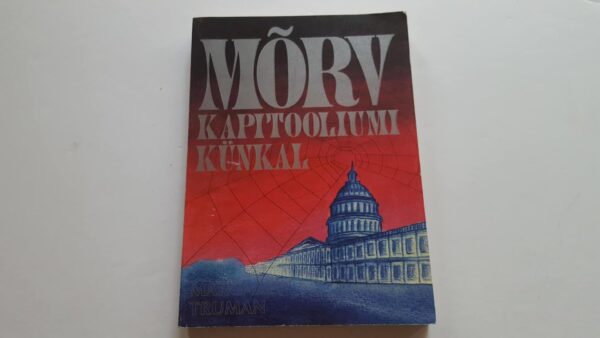 MÕRV
KAPITOOLIUMI
KÜNKAL
TRUMAN